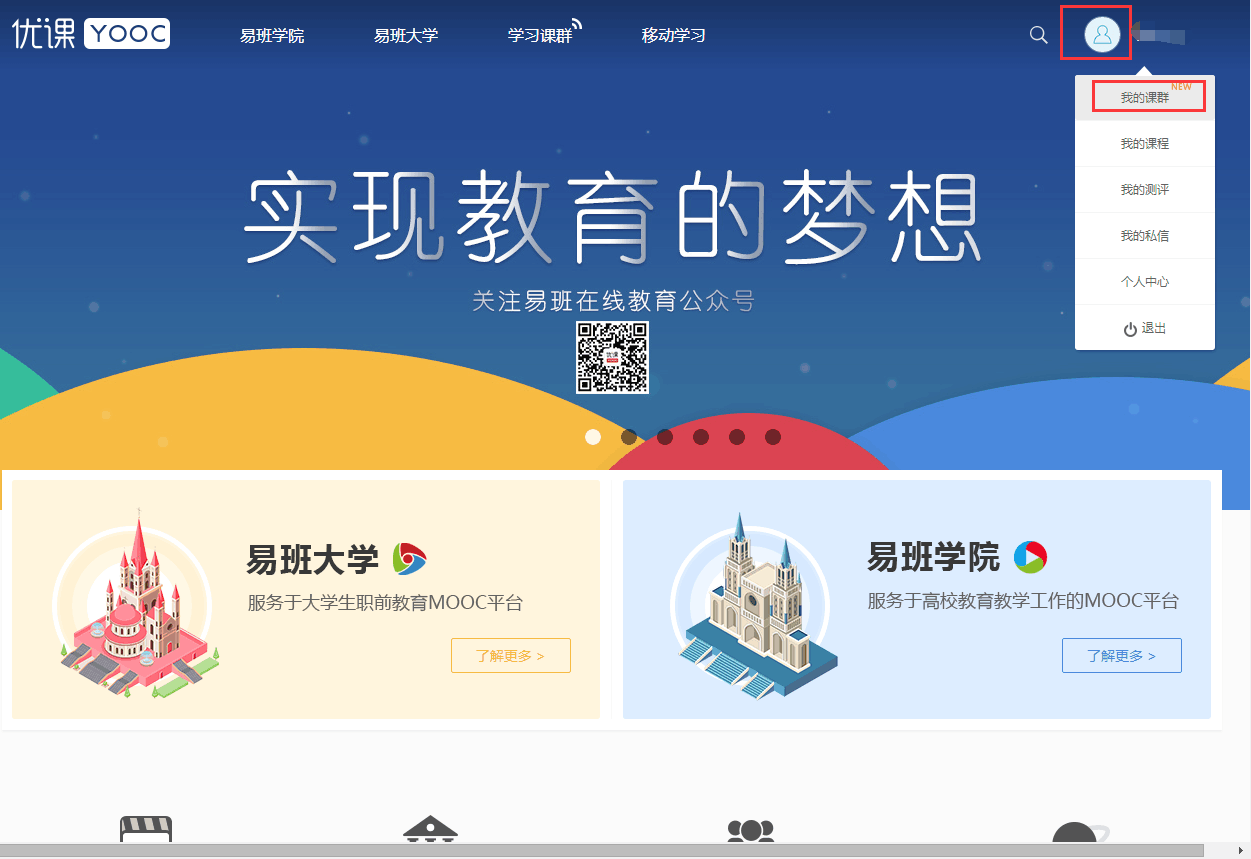 优课 YOOC
易班学院
易班大学
学习课群
移动学习
NEW
我的课群
我的课程
我的测评
我的私信
个人中心
退出
实现教育的梦想
关注易班在线教育公众号
优课
YOOC
易班大学
服务于大学生职前教育MOOC平台
了解更多 >
易班学院
服务于高校教育教学工作的MOOC平台
了解更多 >